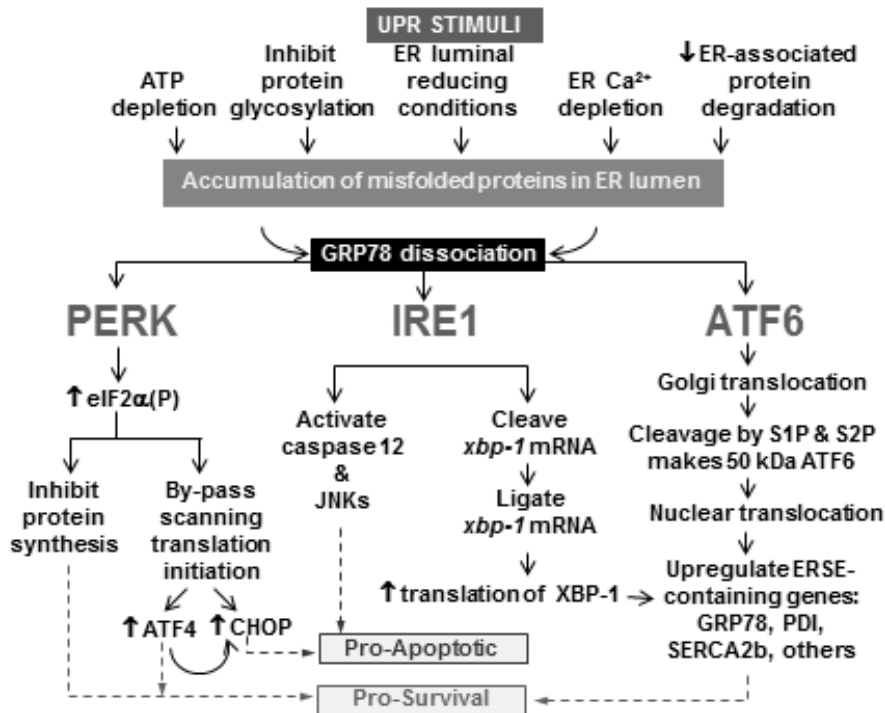 UPR STIMULI
ATP
depletion
Inhibit
protein
glycosylation
ER luminal
reducing
conditions
ER Ca²⁺
depletion
↓ER-associated
protein
degradation
Accumulation of misfolded proteins in ER lumen
GRP78 dissociation
PERK
IRE1
ATF6
↑eIF2α(P)
Inhibit
protein
synthesis
By-pass
scanning
translation
initiation
↑ATF4
↑CHOP
Activate
caspase 12
&
JNKs
Cleave
xbp-1 mRNA
Ligate
xbp-1 mRNA
↑translation of XBP-1
Golgi translocation
Cleavage by S1P & S2P
makes 50 kDa ATF6
Nuclear translocation
Upregulate ERSE-
containing genes:
GRP78, PDI,
SERCA2b, others
Pro-Apoptotic
Pro-Survival